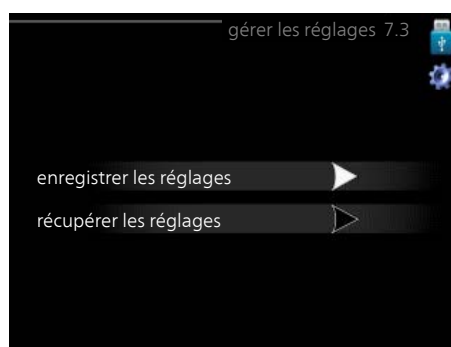 gérer les réglages 7.3
enregistrer les réglages
récupérer les réglages